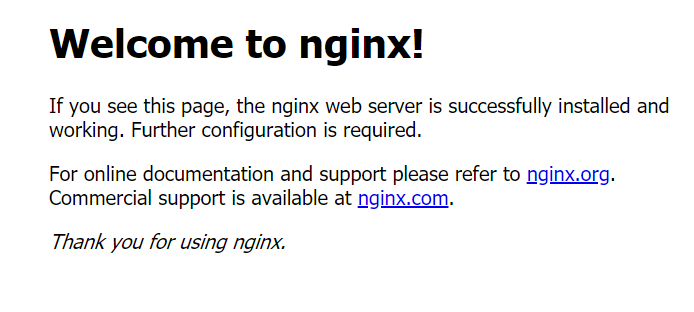 Welcome to nginx!
If you see this page, the nginx web server is successfully installed and
working. Further configuration is required.
For online documentation and support please refer to nginx.org.
Commercial support is available at nginx.com.
Thank you for using nginx.